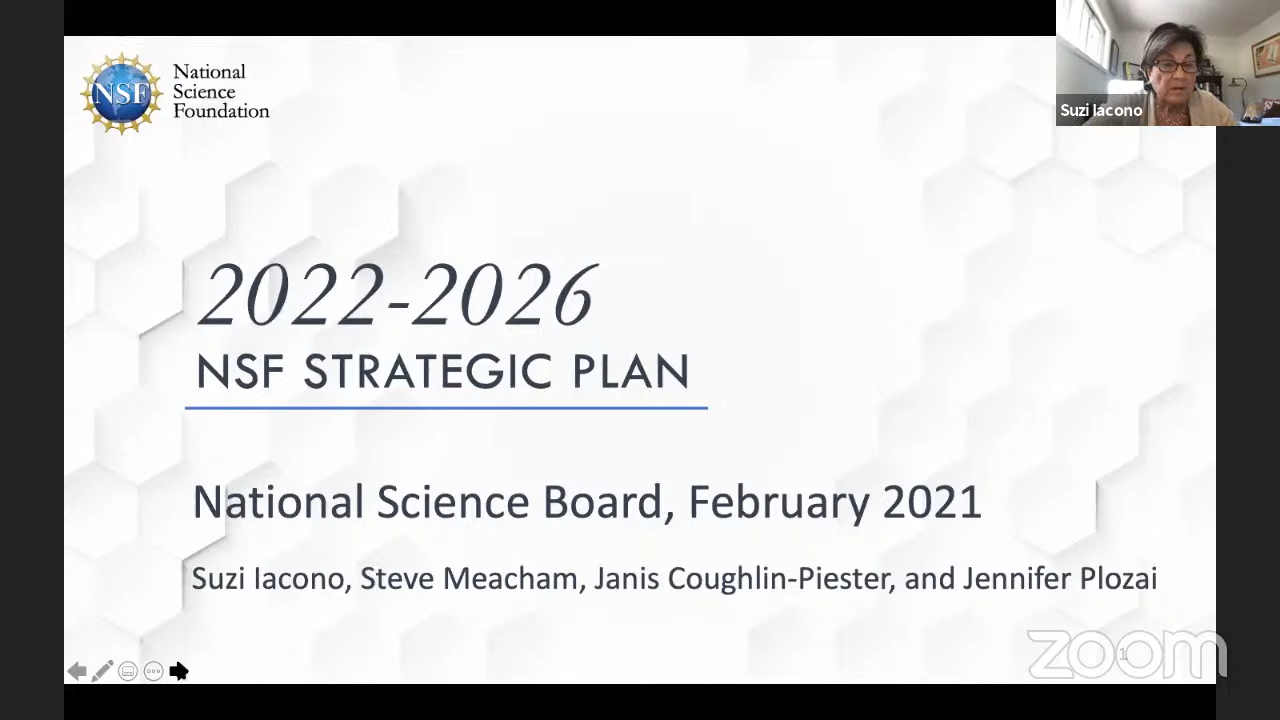 NSF
National
Science
Foundation
Suzi Iacono
2022-2026
NSF STRATEGIC PLAN
National Science Board, February 2021
Suzi Iacono, Steve Meacham, Janis Coughlin-Piester, and Jennifer Plozai
zoom
1